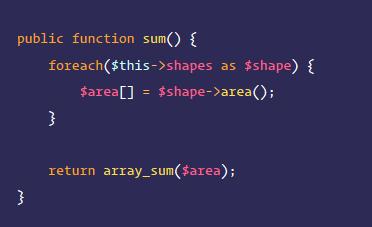 public function sum() {
    foreach($this->shapes as $shape) {
        $area[] = $shape->area();
    }

    return array_sum($area);
}